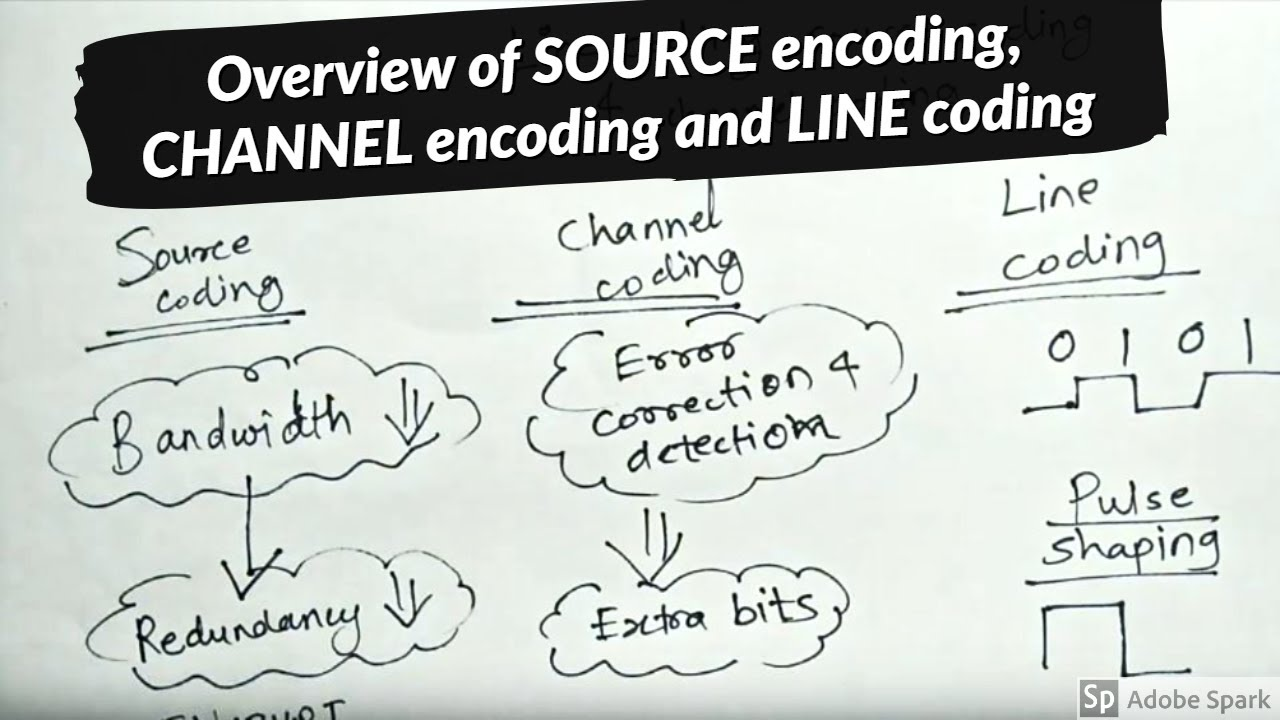 Overview of SOURCE encoding,
CHANNEL encoding and LINE coding
Source
coding
Channel
coding
Line
coding
Bandwidth
Error
correction &
detection
0 1 0 1
Redundancy
Extra bits
Pulse
shaping
Sp Adobe Spark